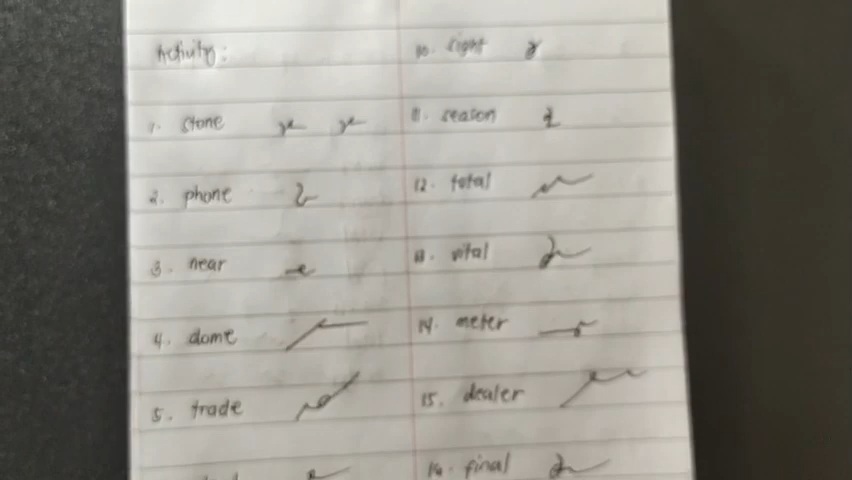 Activity:
1. stone
2. phone
3. near
4. dome
5. trade
10. sight
11. season
12. total
13. vital
14. meter
15. dealer
16. final